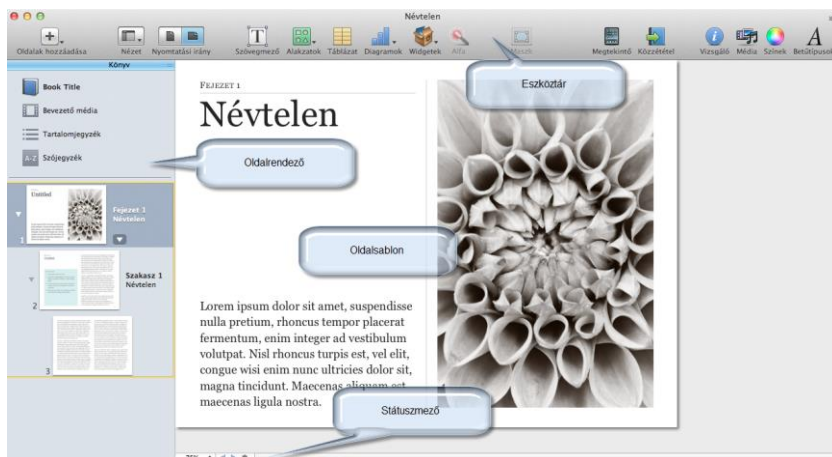 Névtelen
Oldalak hozzáadása
Nézet
Nyomtatási irány
T
Szövegmező
Alakzatok
Táblázat
Diagramok
Widgetek
Alfa
Maszk
Megtekintő
Közzététel
Vizsgáló
Média
Színek
Betűtípusok
Könyv
Book Title
Bevezető média
Tartalomjegyzék
A-Z Szójegyzék
Untitled
Fejezet 1
Névtelen
1
Szakasz 1
Névtelen
2
3
Eszköztár
Oldalrendező
Oldalsablon
Státuszmező
FEJEZET 1
Névtelen
Lorem ipsum dolor sit amet, suspendisse
nulla pretium, rhoncus tempor placerat
fermentum, enim integer ad vestibulum
volutpat. Nisl rhoncus turpis est, vel elit,
congue wisi enim nunc ultricies dolor sit,
magna tincidunt. Maecenas aliquam est
maecenas ligula nostra.